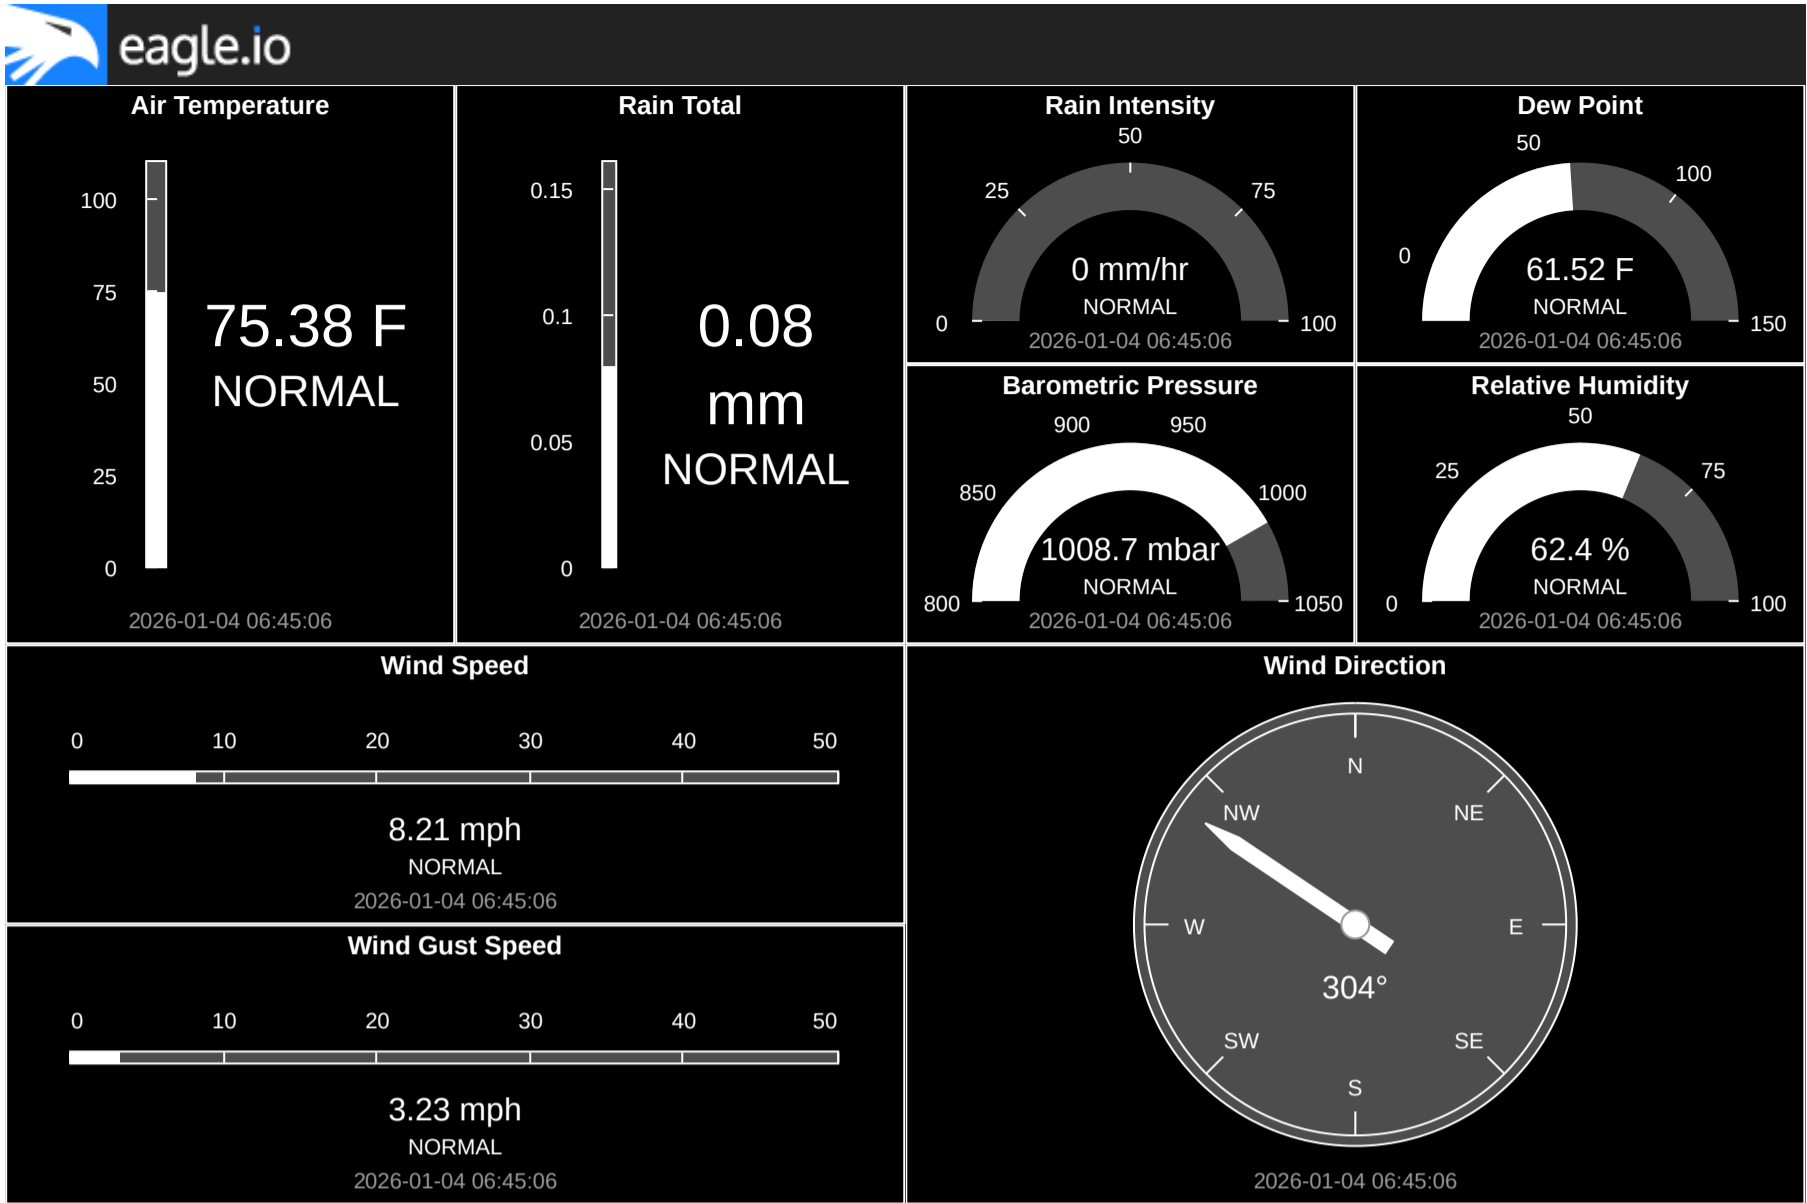 eagle.io
Air Temperature
100
75
50
25
0
75.38 F
NORMAL
2026-01-04 06:45:06
Rain Total
0.15
0.1
0.05
0
0.08
mm
NORMAL
2026-01-04 06:45:06
Rain Intensity
0
25
50
75
100
0 mm/hr
NORMAL
2026-01-04 06:45:06
Dew Point
0
50
100
150
61.52 F
NORMAL
2026-01-04 06:45:06
Barometric Pressure
800
850
900
950
1000
1050
1008.7 mbar
NORMAL
2026-01-04 06:45:06
Relative Humidity
0
25
50
75
100
62.4 %
NORMAL
2026-01-04 06:45:06
Wind Speed
0 10 20 30 40 50
8.21 mph
NORMAL
2026-01-04 06:45:06
Wind Gust Speed
0 10 20 30 40 50
3.23 mph
NORMAL
2026-01-04 06:45:06
Wind Direction
N
NW NE
W E
304°
SW SE
S
2026-01-04 06:45:06